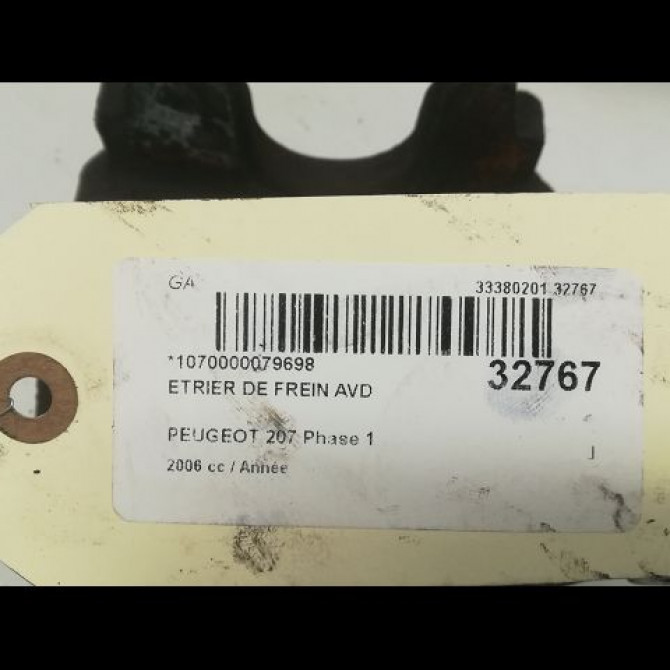 GA 33380201 32767
*1070000079698 32767
ETRIER DE FREIN AVD
PEUGEOT 207 Phase 1
J
2006 cc / Année